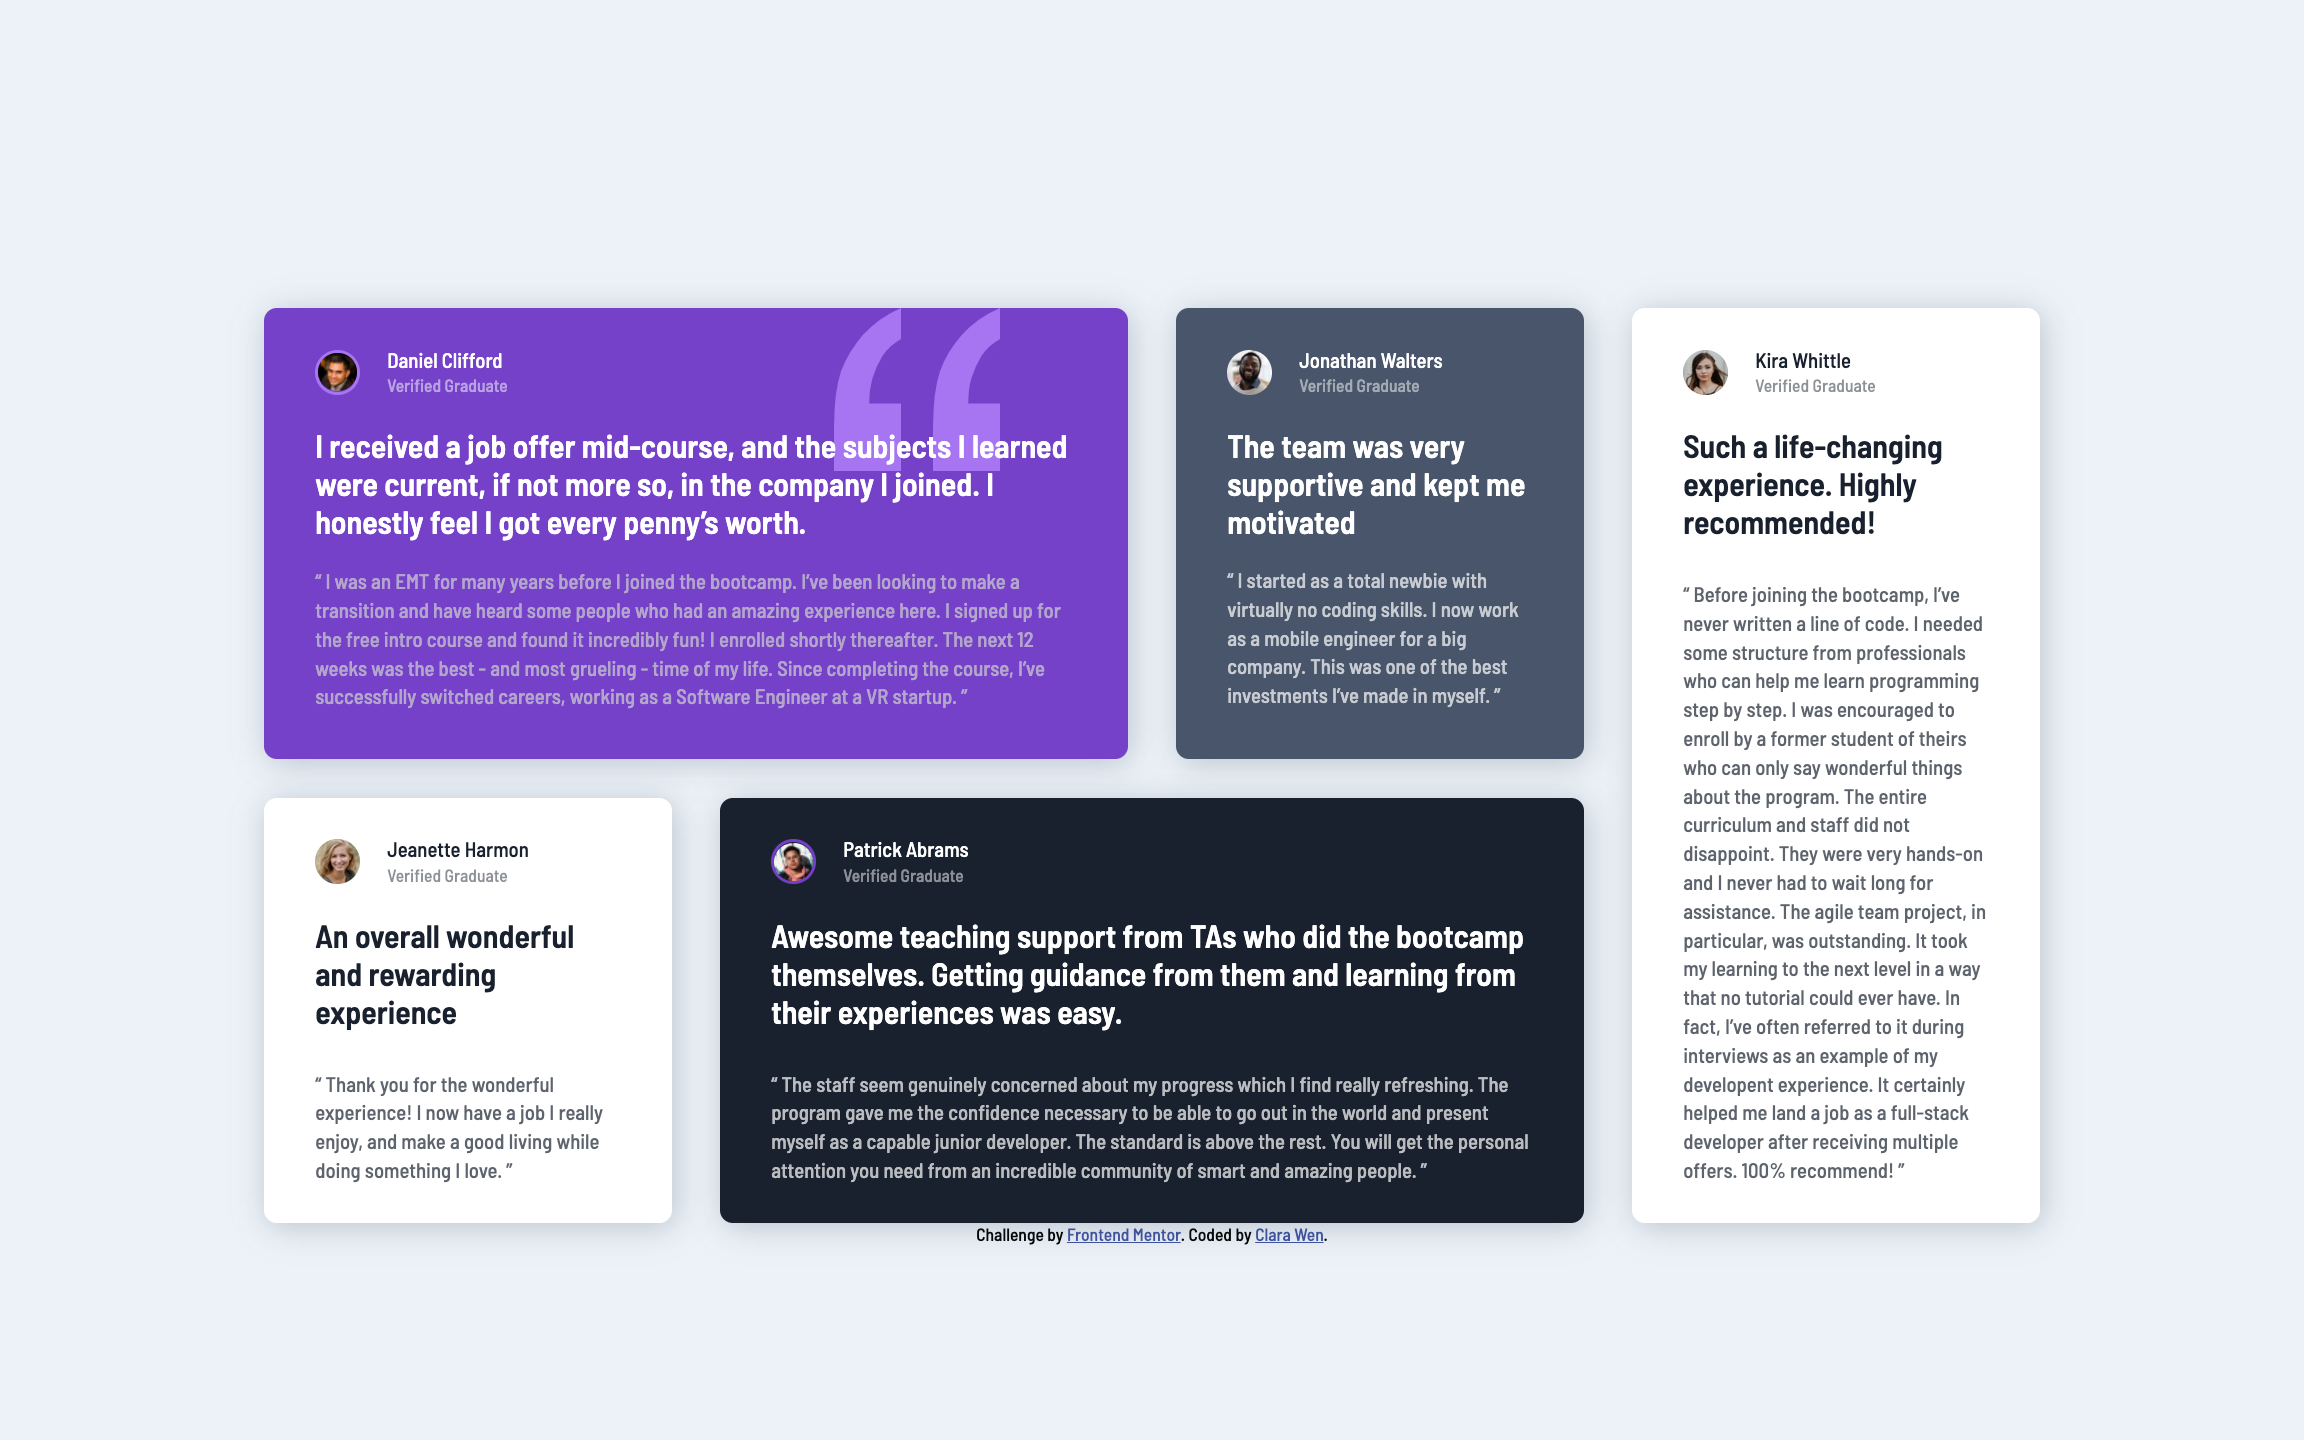 Daniel Clifford
Verified Graduate
I received a job offer mid-course, and the subjects I learned
were current, if not more so, in the company I joined. I
honestly feel I got every penny’s worth.
“ I was an EMT for many years before I joined the bootcamp. I’ve been looking to make a
transition and have heard some people who had an amazing experience here. I signed up for
the free intro course and found it incredibly fun! I enrolled shortly thereafter. The next 12
weeks was the best - and most grueling - time of my life. Since completing the course, I’ve
successfully switched careers, working as a Software Engineer at a VR startup. ”
Jonathan Walters
Verified Graduate
The team was very
supportive and kept me
motivated
“ I started as a total newbie with
virtually no coding skills. I now work
as a mobile engineer for a big
company. This was one of the best
investments I’ve made in myself. ”
Kira Whittle
Verified Graduate
Such a life-changing
experience. Highly
recommended!
“ Before joining the bootcamp, I’ve
never written a line of code. I needed
some structure from professionals
who can help me learn programming
step by step. I was encouraged to
enroll by a former student of theirs
who can only say wonderful things
about the program. The entire
curriculum and staff did not
disappoint. They were very hands-on
and I never had to wait long for
assistance. The agile team project, in
particular, was outstanding. It took
my learning to the next level in a way
that no tutorial could ever have. In
fact, I’ve often referred to it during
interviews as an example of my
developent experience. It certainly
helped me land a job as a full-stack
developer after receiving multiple
offers. 100% recommend! ”
Jeanette Harmon
Verified Graduate
An overall wonderful
and rewarding
experience
“ Thank you for the wonderful
experience! I now have a job I really
enjoy, and make a good living while
doing something I love. ”
Patrick Abrams
Verified Graduate
Awesome teaching support from TAs who did the bootcamp
themselves. Getting guidance from them and learning from
their experiences was easy.
“ The staff seem genuinely concerned about my progress which I find really refreshing. The
program gave me the confidence necessary to be able to go out in the world and present
myself as a capable junior developer. The standard is above the rest. You will get the personal
attention you need from an incredible community of smart and amazing people. ”
Challenge by Frontend Mentor. Coded by Clara Wen.